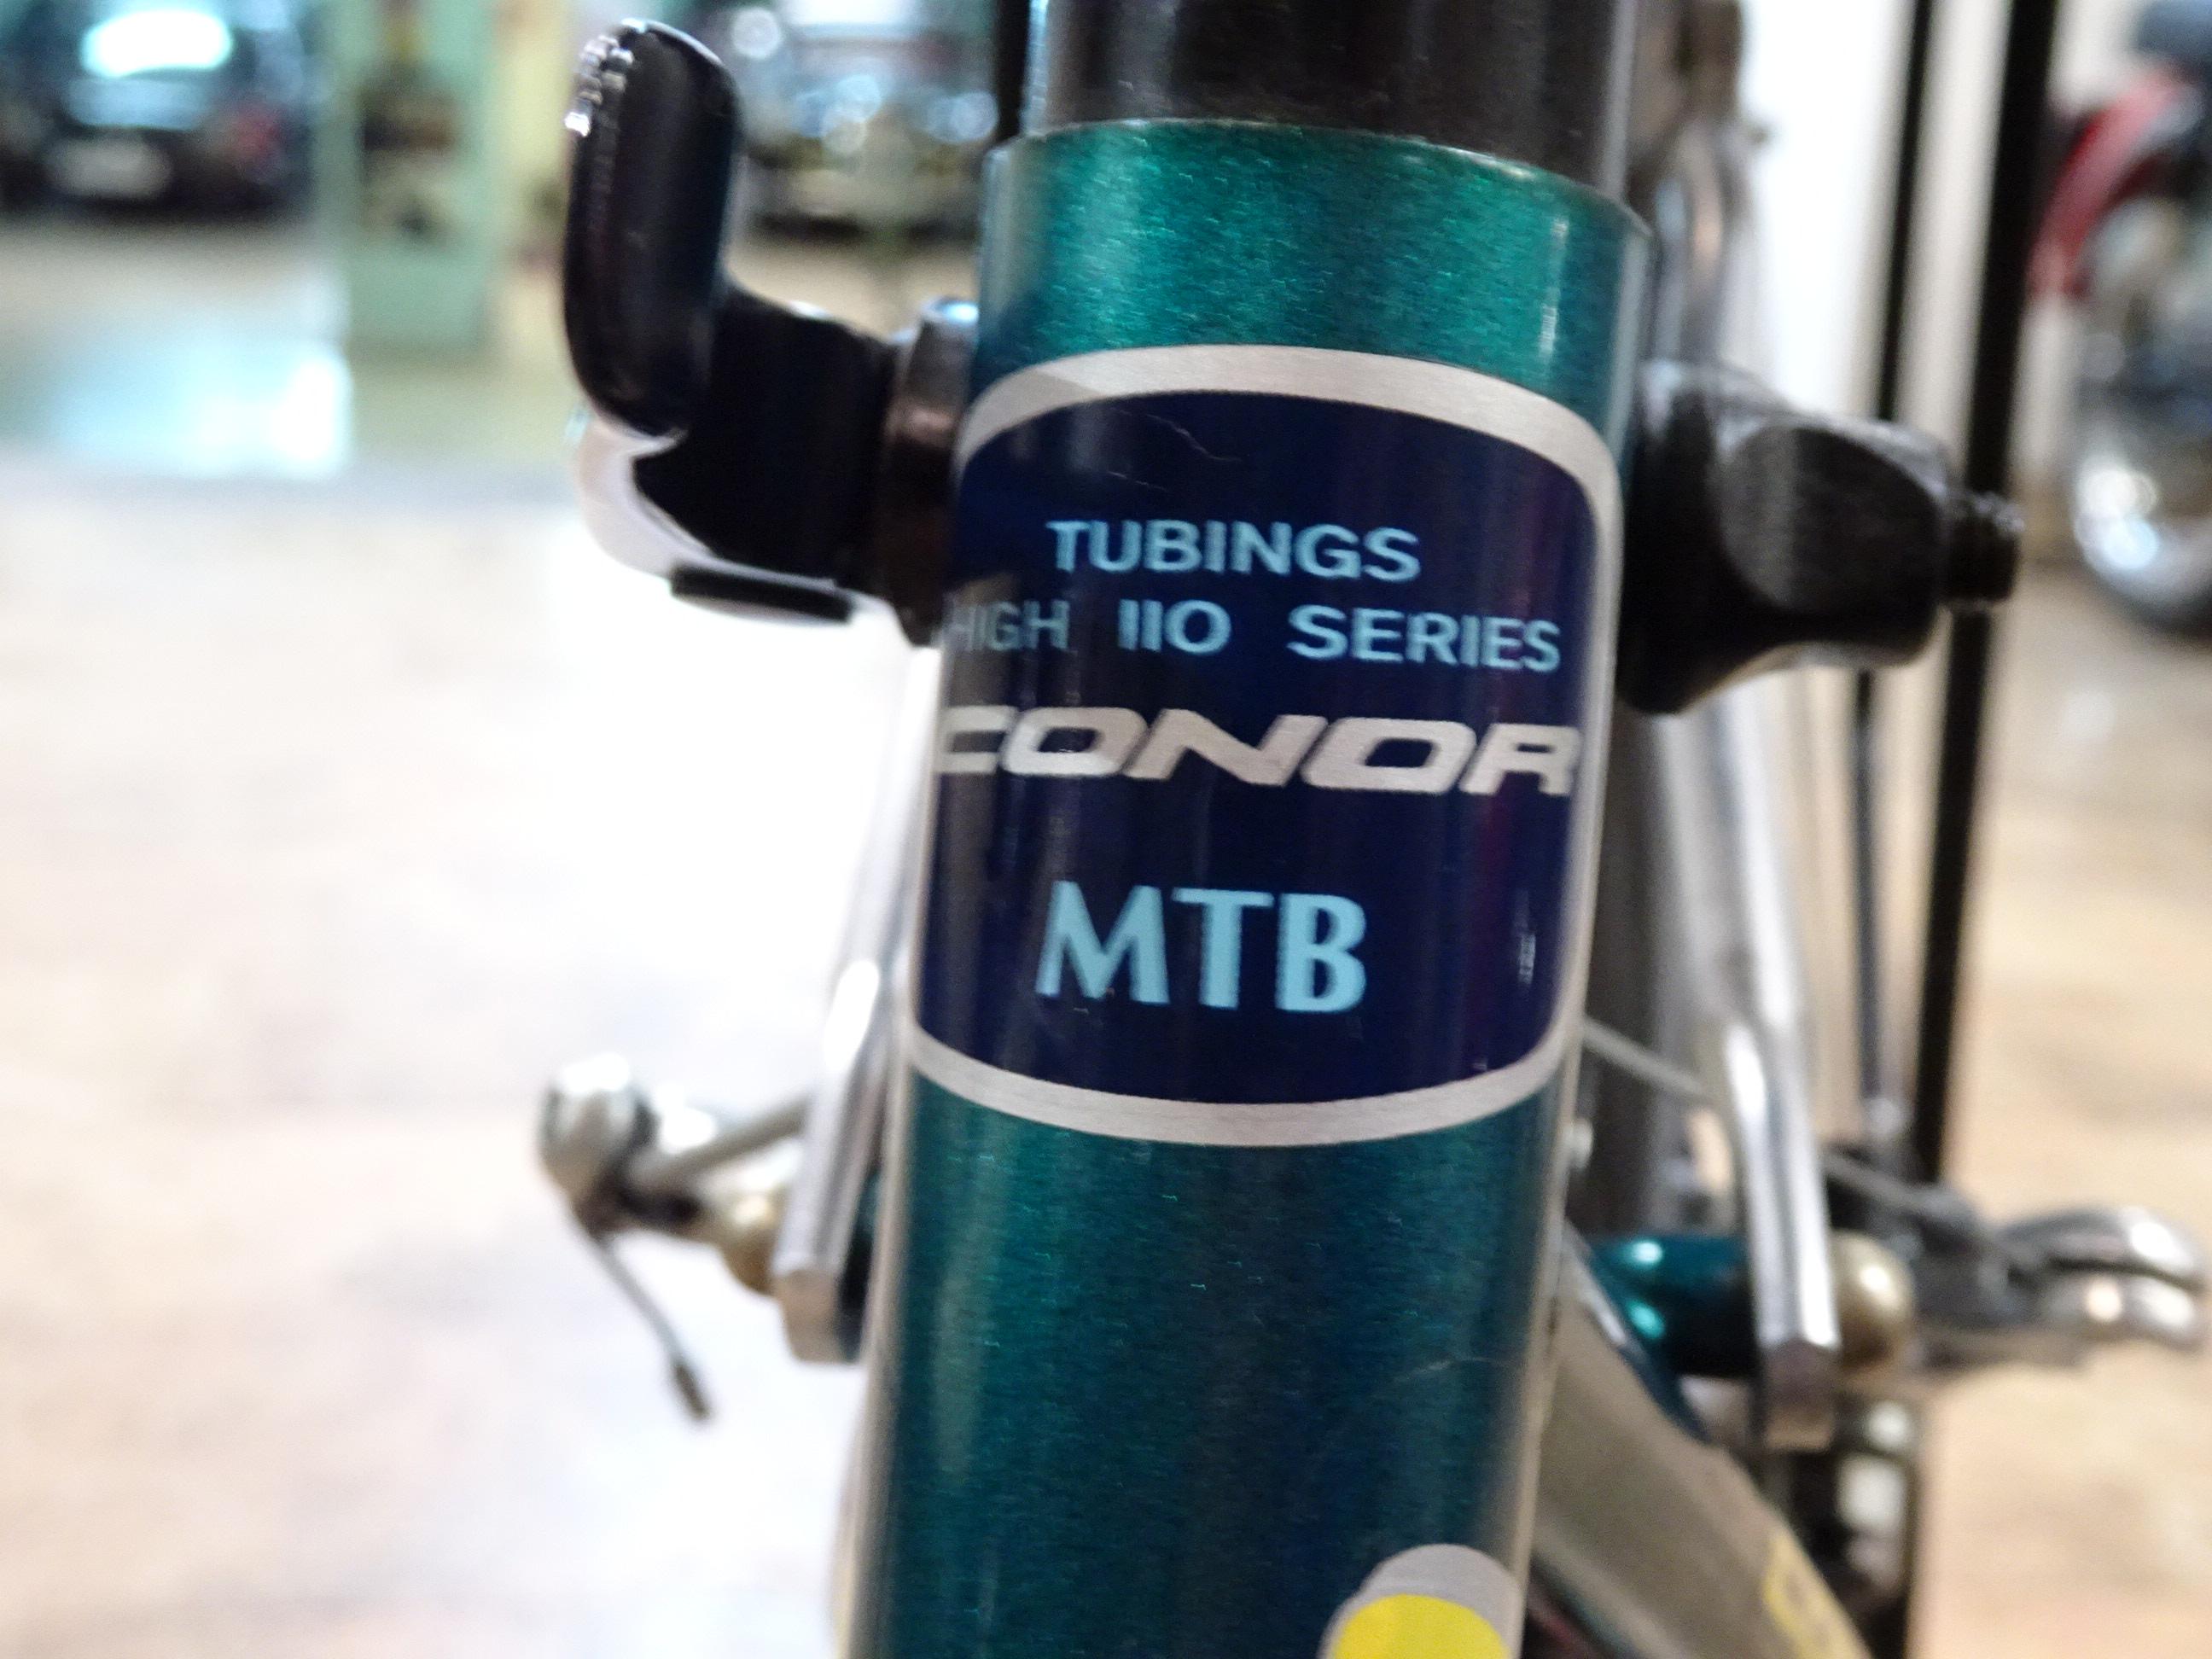 TUBINGS
HIGH 110 SERIES
CONOR
MTB